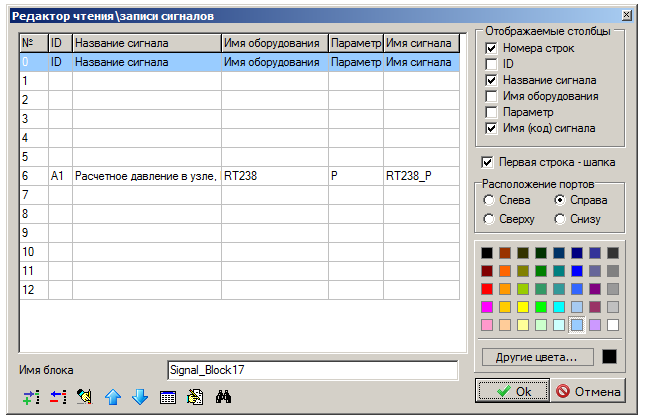 Редактор чтения\записи сигналов
№ ID Название сигнала Имя оборудования Параметр Имя сигнала
0 ID Название сигнала Имя оборудования Параметр Имя сигнала
1
2
3
4
5
6 A1 Расчетное давление в узле, RT238 P RT238_P
7
8
9
10
11
12
Имя блока Signal_Block17
Отображаемые столбцы
Номера строк
ID
Название сигнала
Имя оборудования
Параметр
Имя (код) сигнала
Первая строка - шапка
Расположение портов
Слева Справа
Сверху Снизу
Другие цвета...
Ok Отмена